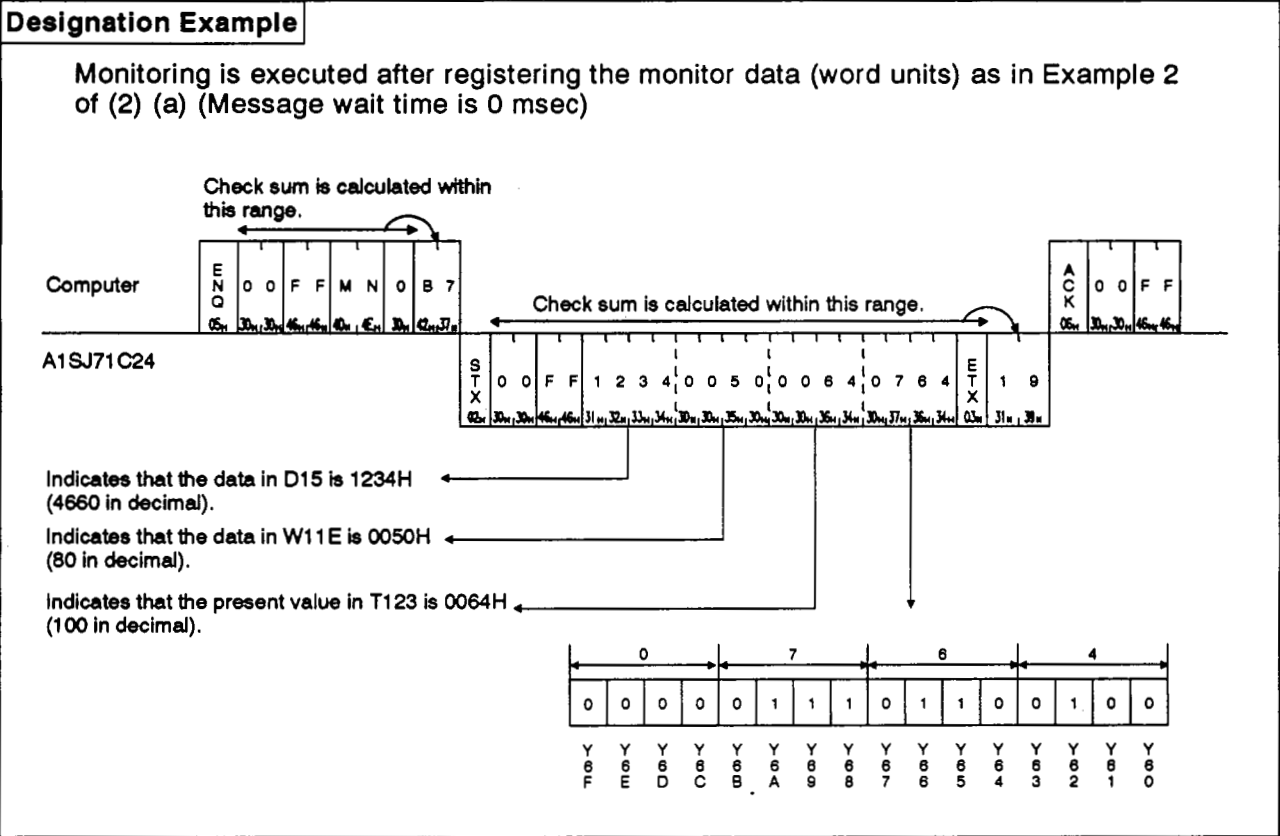 Designation Example
Monitoring is executed after registering the monitor data (word units) as in Example 2
of (2) (a) (Message wait time is 0 msec)
Check sum is calculated within
this range.
Computer
ENQ 0 0 F F M N 0 B 7
05H 30H 30H 46H 46H 4DH 4EH 30H 42H 37H
ACK 0 0 F F
06H 30H 30H 46H 46H
Check sum is calculated within this range.
A1SJ71C24
STX 0 0 F F 1 2 3 4 0 0 5 0 0 0 6 4 0 7 6 4 ETX 1 9
02H 30H 30H 46H 46H 31H 32H 33H 34H 30H 30H 35H 30H 30H 30H 36H 34H 30H 37H 36H 34H 03H 31H
Indicates that the data in D15 is 1234H
(4660 in decimal).
Indicates that the data in W11E is 0050H
(80 in decimal).
Indicates that the present value in T123 is 0064H
(100 in decimal).
0 7 6 4
0 0 0 0 0 1 1 1 0 1 1 0 0 1 0 0
Y6F Y6E Y6D Y6C Y6B Y6A Y69 Y68 Y67 Y66 Y65 Y64 Y63 Y62 Y61 Y60